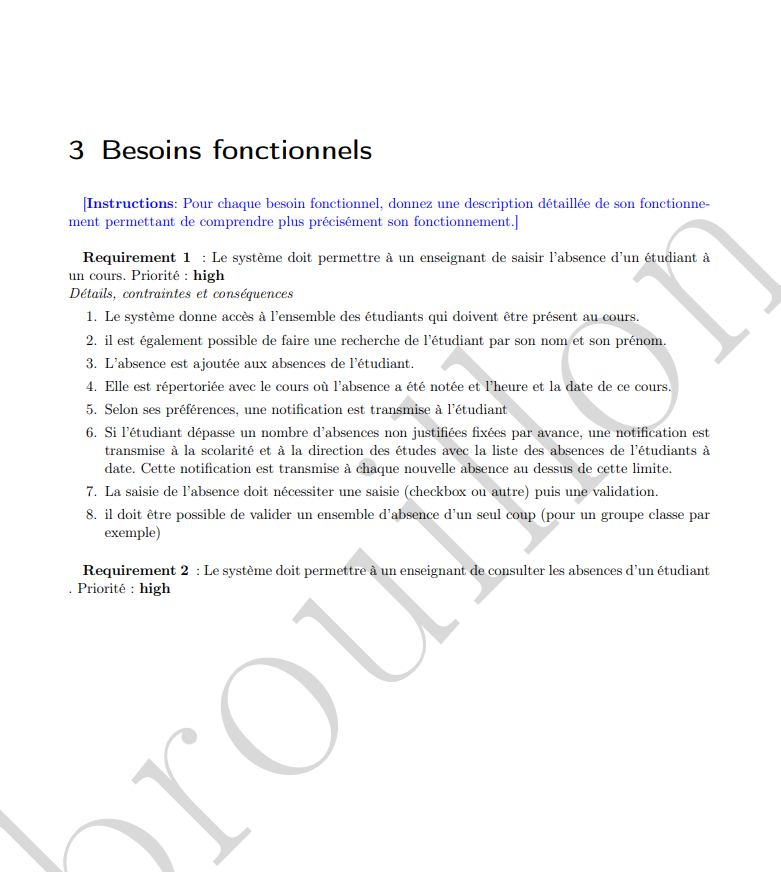 3 Besoins fonctionnels
[Instructions: Pour chaque besoin fonctionnel, donnez une description détaillée de son fonctionne-
ment permettant de comprendre plus précisément son fonctionnement.]
Requirement 1 : Le système doit permettre à un enseignant de saisir l'absence d'un étudiant à
un cours. Priorité : high
Détails, contraintes et conséquences
1. Le système donne accès à l'ensemble des étudiants qui doivent être présent au cours.
2. il est également possible de faire une recherche de l'étudiant par son nom et son prénom.
3. L'absence est ajoutée aux absences de l'étudiant.
4. Elle est répertoriée avec le cours où l'absence a été notée et l'heure et la date de ce cours.
5. Selon ses préférences, une notification est transmise à l'étudiant
6. Si l'étudiant dépasse un nombre d'absences non justifiées fixées par avance, une notification est
transmise à la scolarité et à la direction des études avec la liste des absences de l'étudiants à
date. Cette notification est transmise à chaque nouvelle absence au dessus de cette limite.
7. La saisie de l'absence doit nécessiter une saisie (checkbox ou autre) puis une validation.
8. il doit être possible de valider un ensemble d'absence d'un seul coup (pour un groupe classe par
exemple)
Requirement 2 : Le système doit permettre à un enseignant de consulter les absences d'un étudiant
. Priorité : high
brouillon